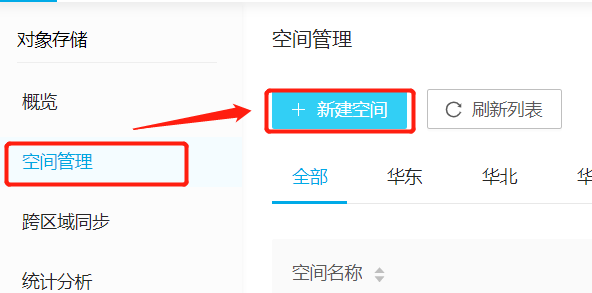 对象存储
概览
空间管理
跨区域同步
统计分析
空间管理
+ 新建空间 刷新列表
全部 华东 华北
空间名称